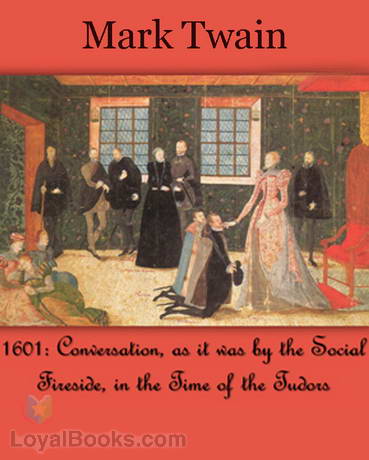 Mark Twain
1601: Conversation, as it was by the Social
Fireside, in the Time of the Tudors
LoyalBooks.com